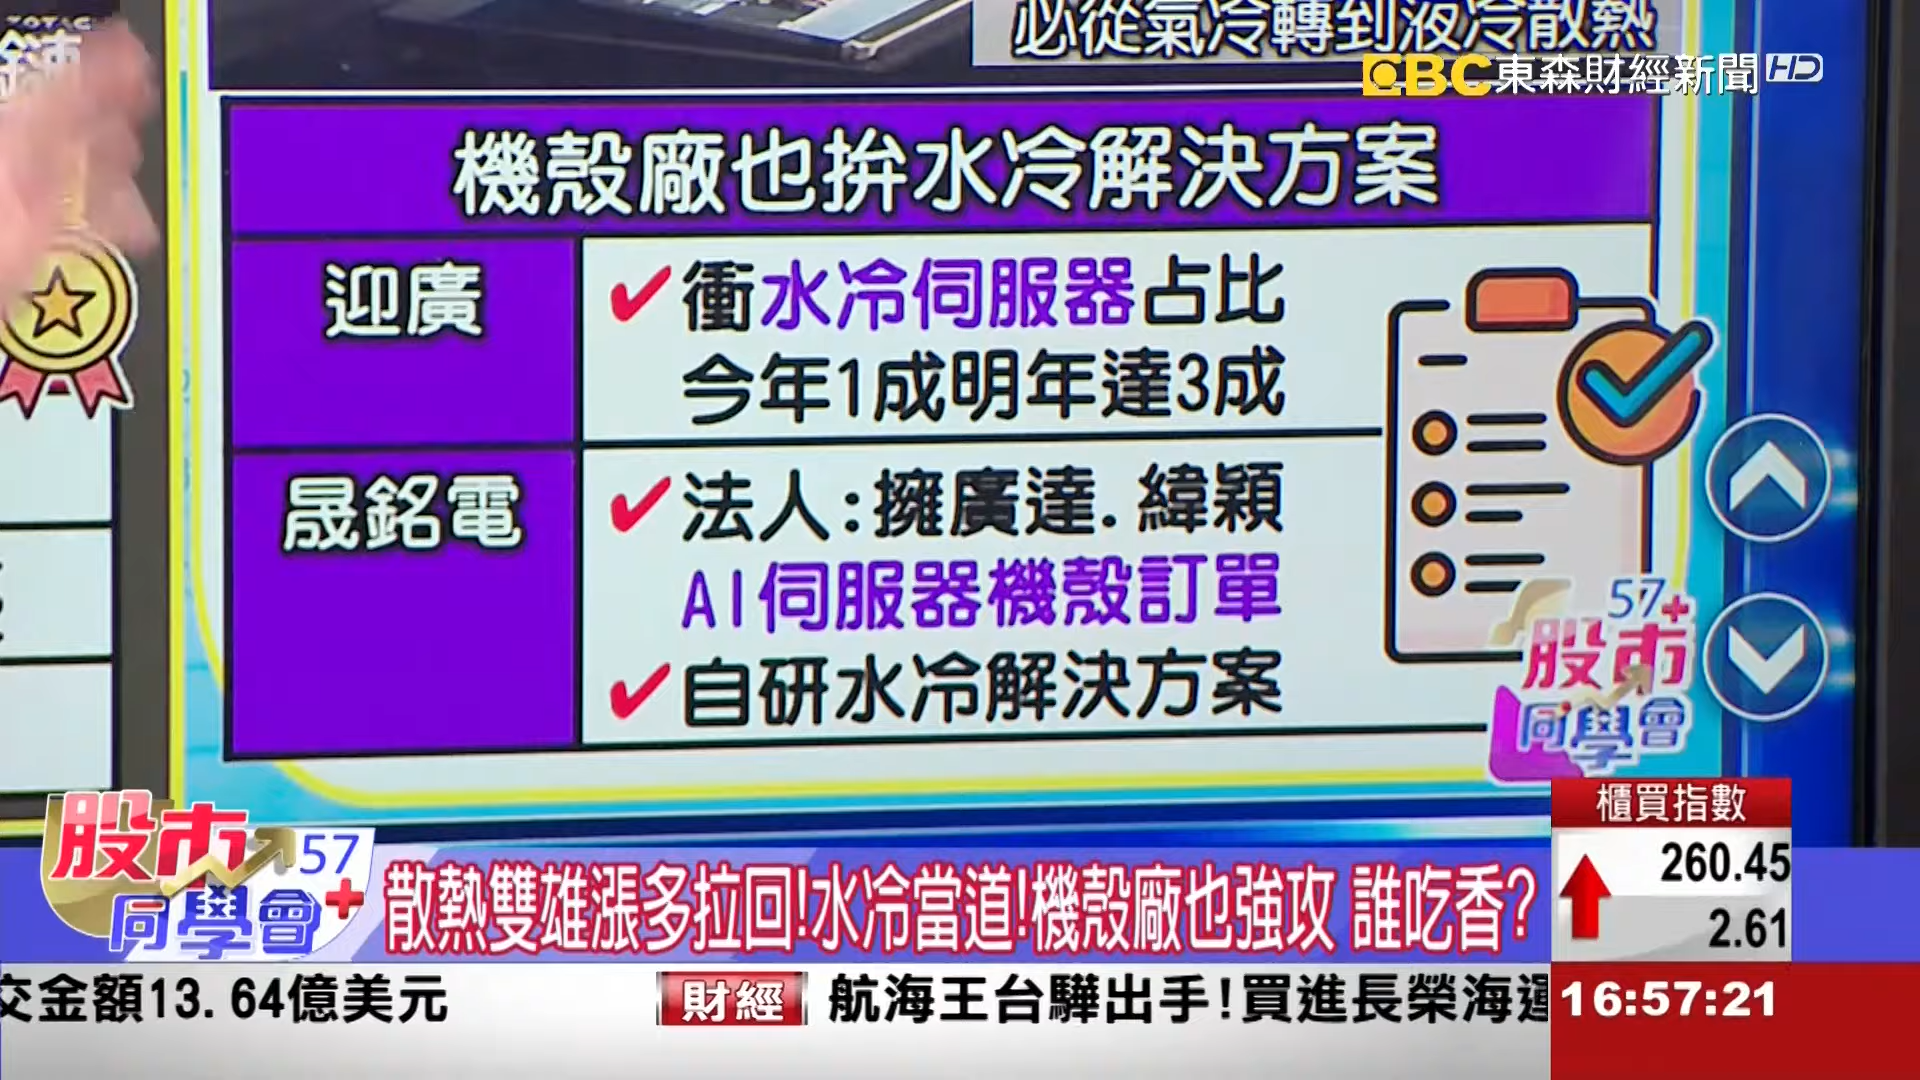 ZOTAC
必從氣冷轉到液冷散熱
EBC東森財經新聞HD
機殼廠也拚水冷解決方案
迎廣
✓衝水冷伺服器占比
今年1成明年達3成
晟銘電
✓法人:擁廣達.緯穎
AI伺服器機殼訂單
✓自研水冷解決方案
57+
股市
同學會
櫃買指數
260.45
2.61
股市57
同學會+
散熱雙雄漲多拉回!水冷當道!機殼廠也強攻 誰吃香?
交金額13.64億美元 財經 航海王台驊出手!買進長榮海運
16:57:21